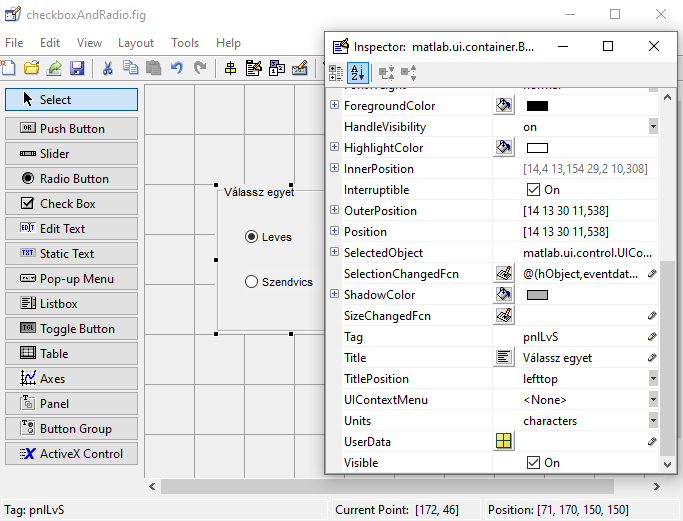 checkboxAndRadio.fig
File Edit View Layout Tools
Inspector: matlab.ui.container.B...
Select
Push Button
Slider
Radio Button
Check Box
Edit Text
Static Text
Pop-up Menu
Listbox
Toggle Button
Table
Axes
Panel
Button Group
ActiveX Control
Válassz egyet
Leves
Szendvics
ForegroundColor
HandleVisibility on
HighlightColor
InnerPosition [14,4 13,154 29,2 10,308]
Interruptible On
OuterPosition [14 13 30 11,538]
Position [14 13 30 11,538]
SelectedObject matlab.ui.control.UICo...
SelectionChangedFcn @(hObject,eventdat...
ShadowColor
SizeChangedFcn
Tag pnlLvS
Title Válassz egyet
TitlePosition lefttop
UIContextMenu <None>
Units characters
UserData
Visible On
Tag: pnlLvS Current Point: [172, 46] Position: [71, 170, 150, 150]